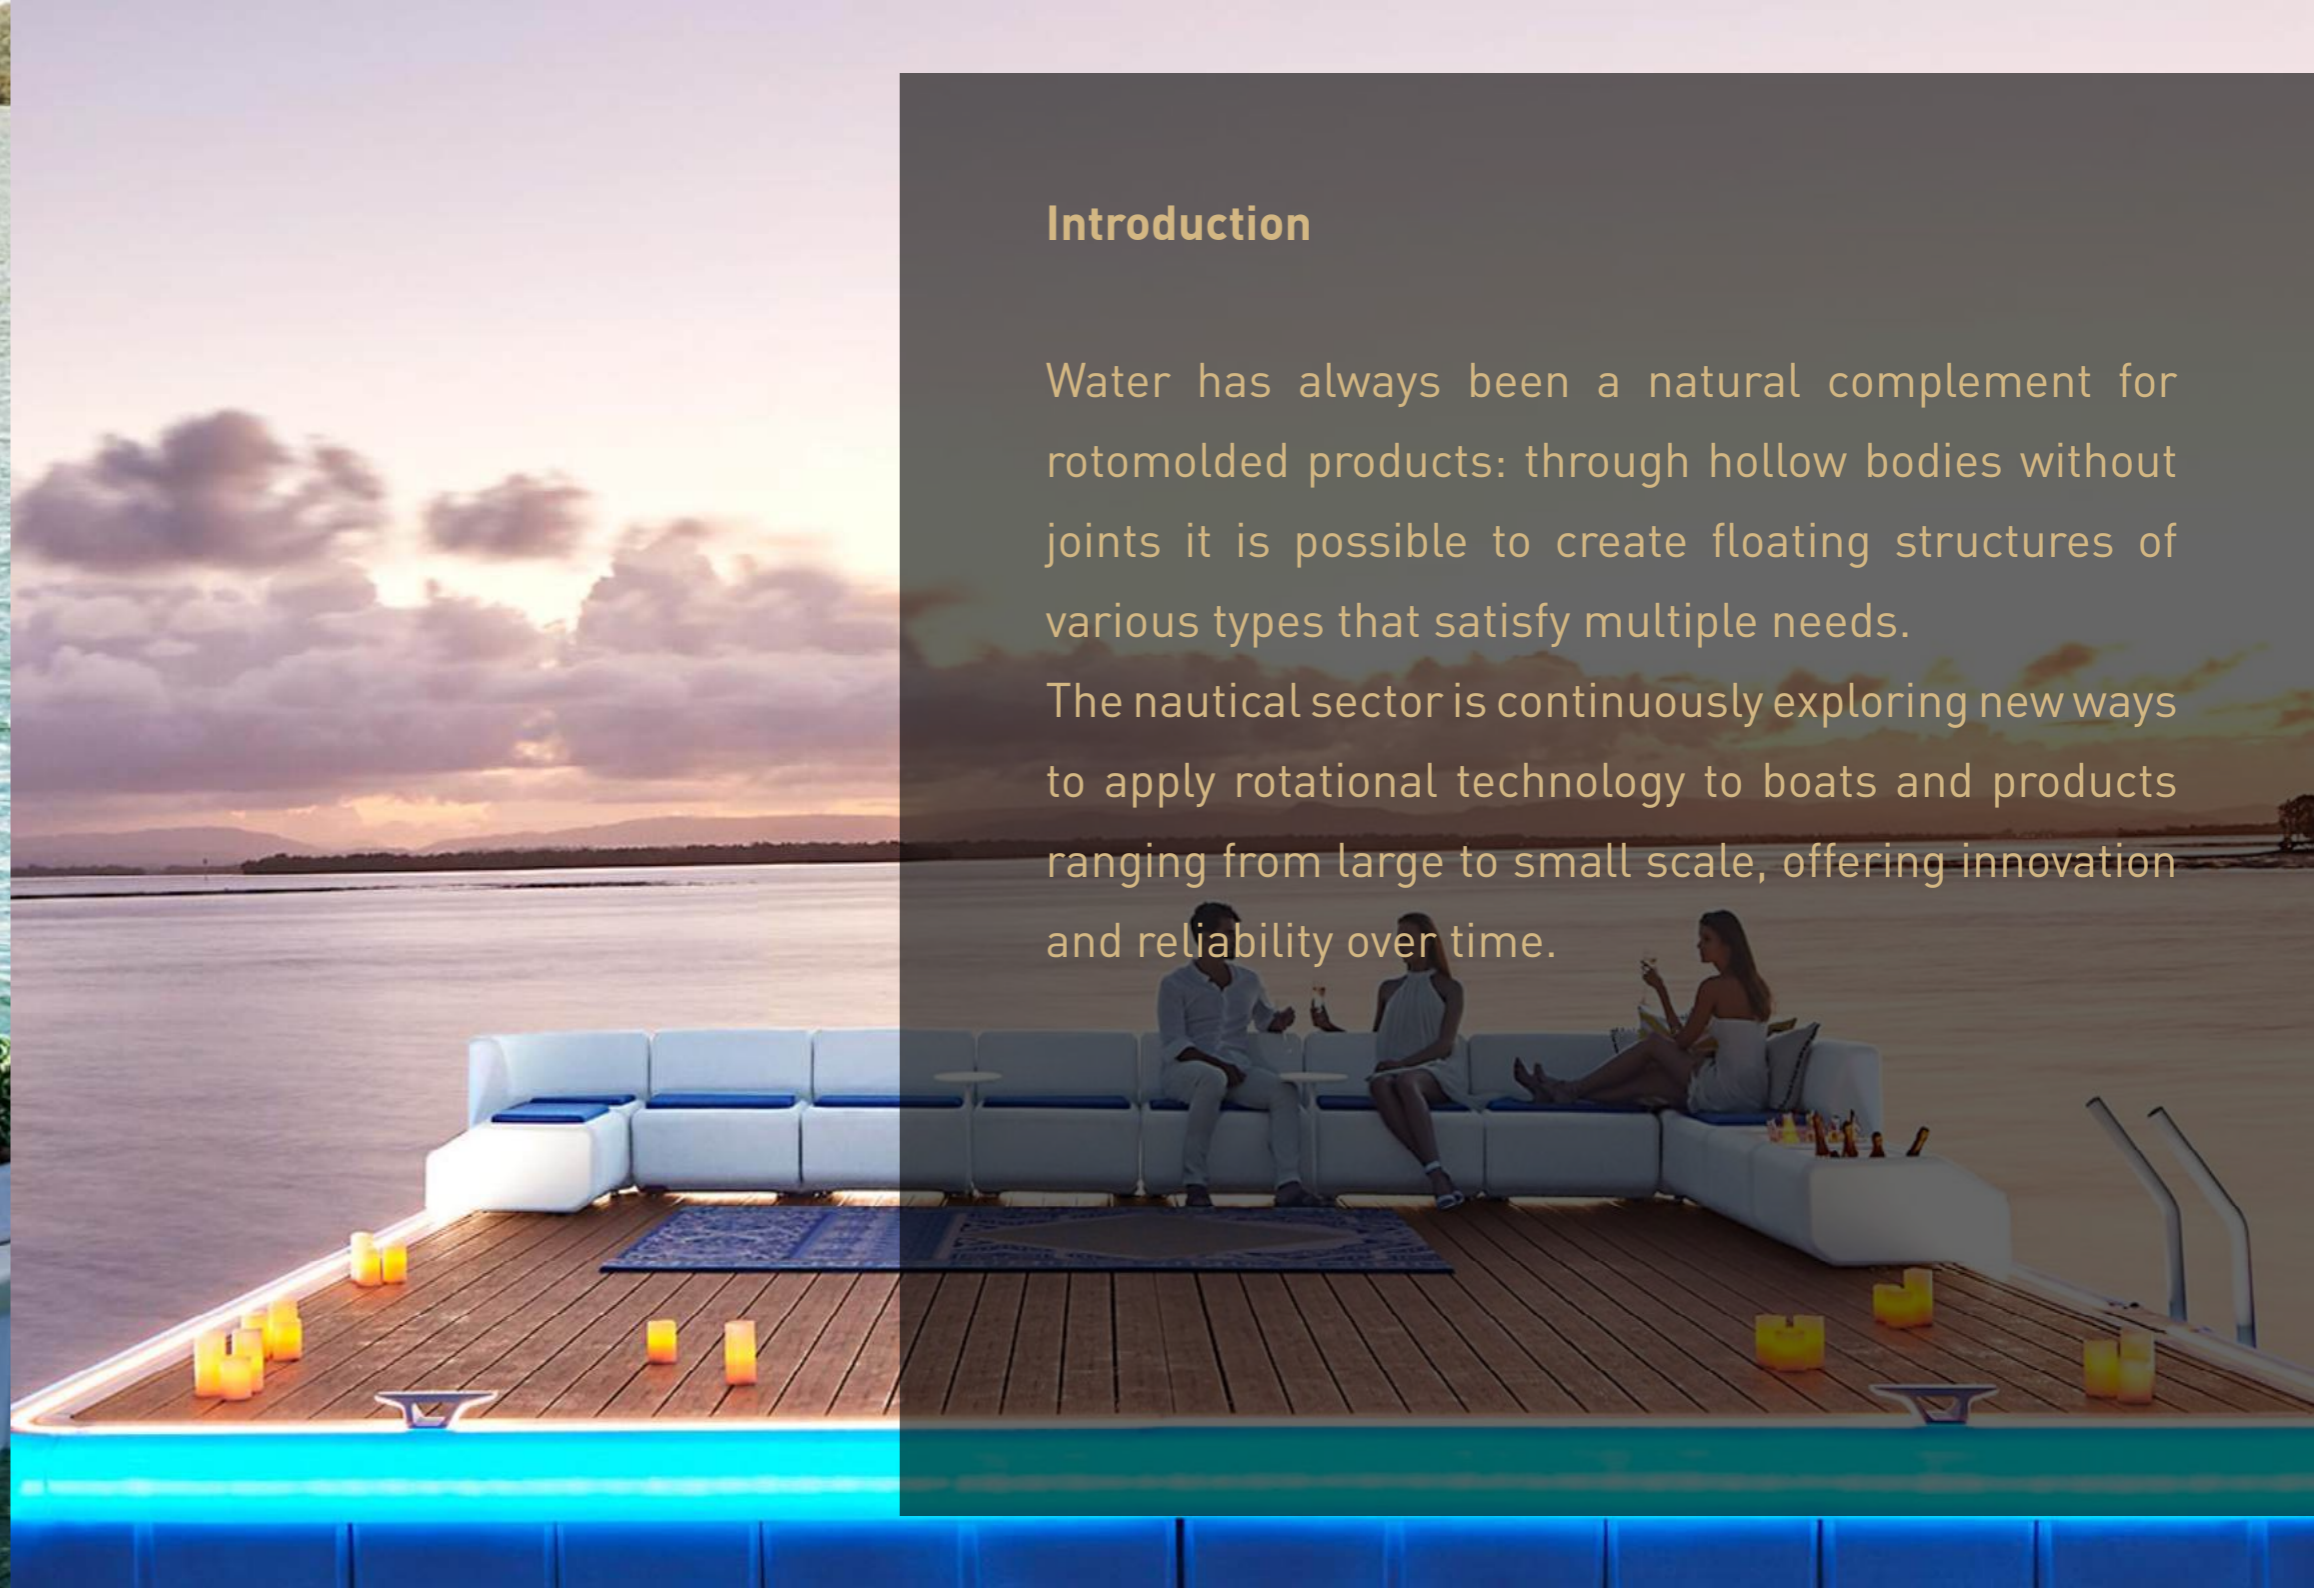 Introduction
Water has always been a natural complement for
rotomolded products: through hollow bodies without
joints it is possible to create floating structures of
various types that satisfy multiple needs.
The nautical sector is continuously exploring new ways
to apply rotational technology to boats and products
ranging from large to small scale, offering innovation
and reliability over time.